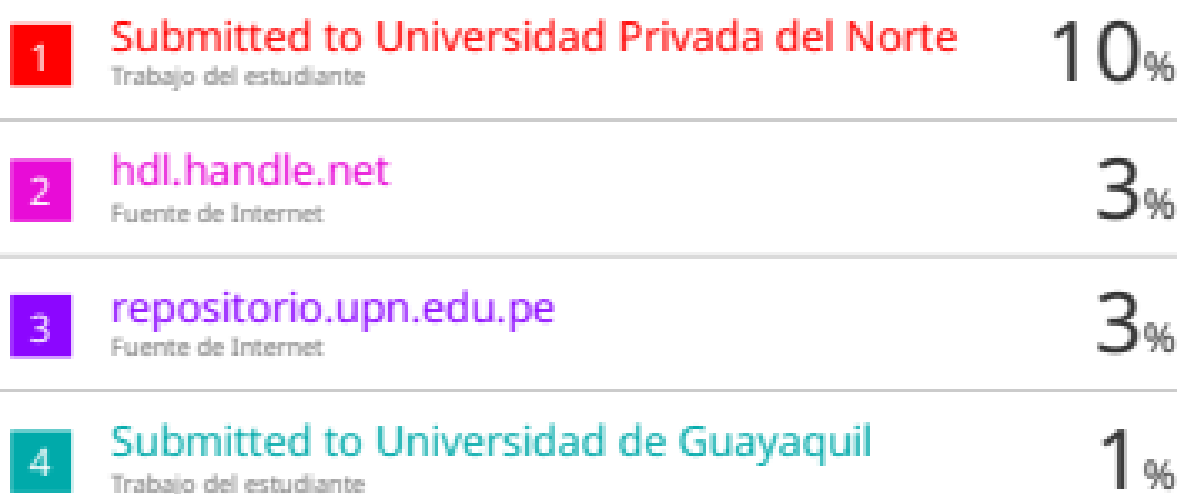 1
Submitted to Universidad Privada del Norte
10%
Trabajo del estudiante
2
hdl.handle.net
3%
Fuente de Internet
3
repositorio.upn.edu.pe
3%
Fuente de Internet
4
Submitted to Universidad de Guayaquil
1%
Trabajo del estudiante